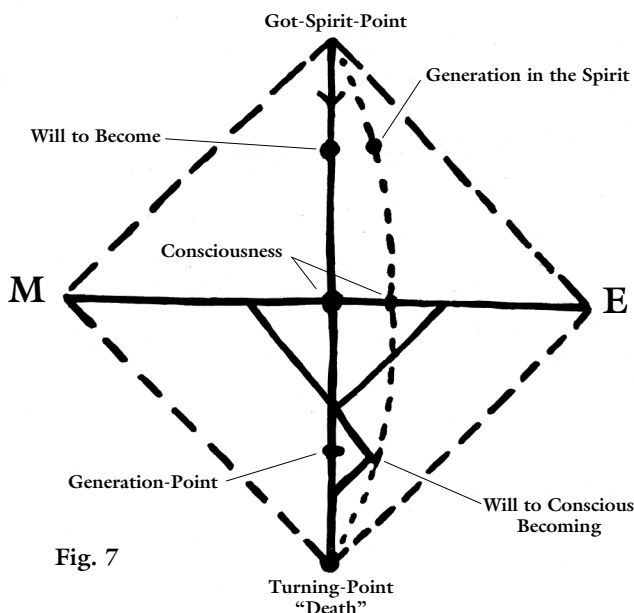 Got-Spirit-Point
Generation in the Spirit
Will to Become
Consciousness
M
E
Generation-Point
Will to Conscious
Becoming
Fig. 7
Turning-Point
“Death”